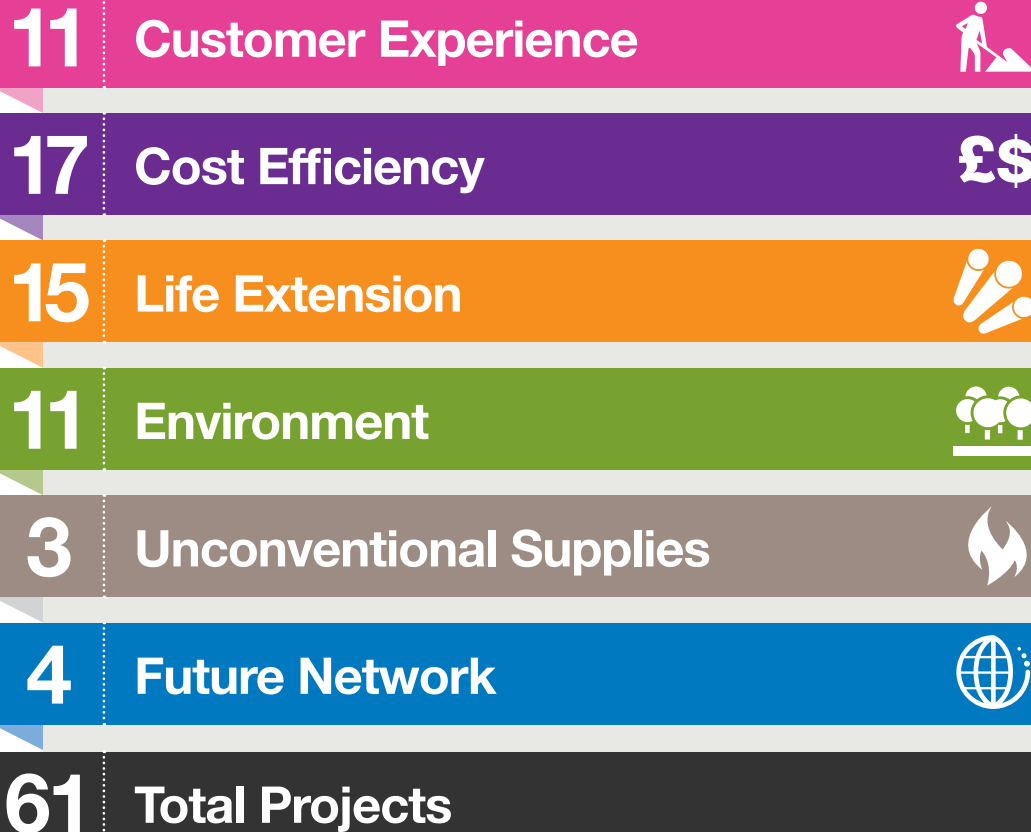 11 Customer Experience
17 Cost Efficiency £$
15 Life Extension
11 Environment
3 Unconventional Supplies
4 Future Network
61 Total Projects